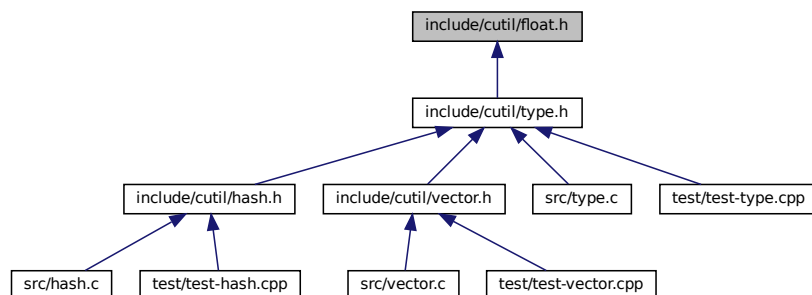 include/cutil/float.h
include/cutil/type.h
include/cutil/hash.h
include/cutil/vector.h
src/type.c
test/test-type.cpp
src/hash.c
test/test-hash.cpp
src/vector.c
test/test-vector.cpp